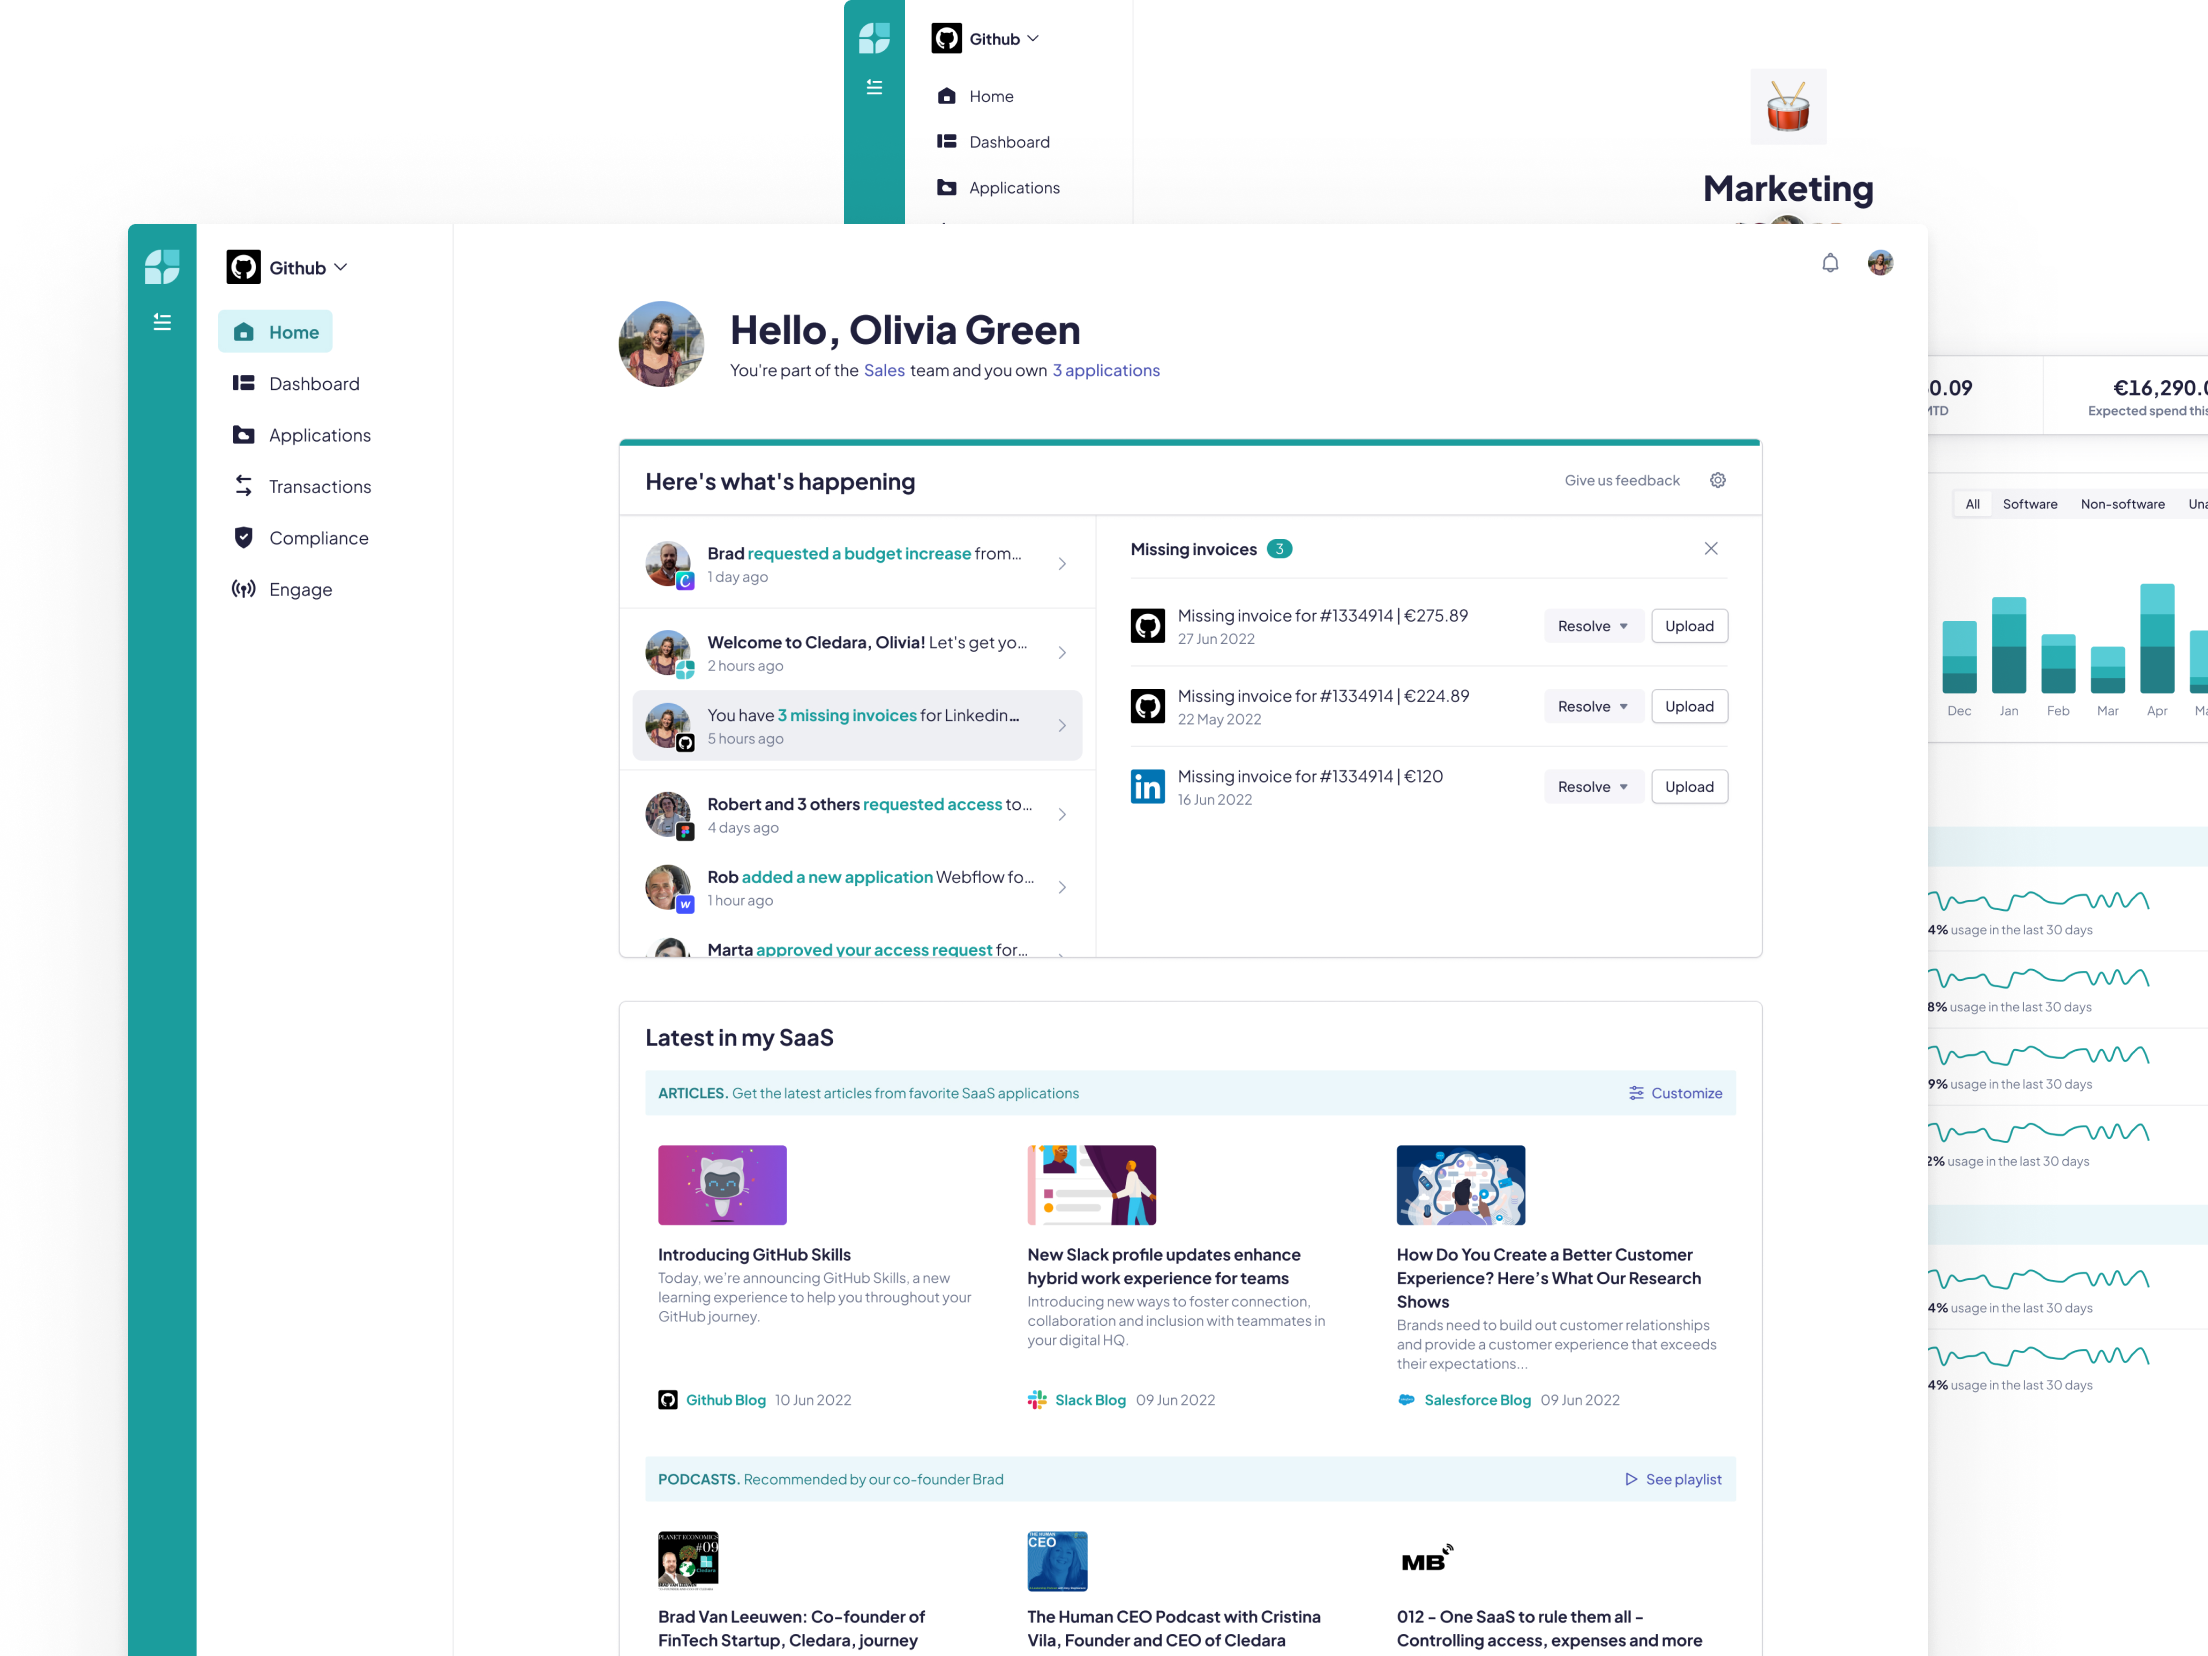 Github
Home
Dashboard
Applications
Marketing
Github
Home
Dashboard
Applications
Transactions
Compliance
Engage
Hello, Olivia Green
You're part of the Sales team and you own 3 applications
Here's what's happening
Give us feedback
Brad requested a budget increase from...
1 day ago
Welcome to Cledara, Olivia! Let's get yo...
2 hours ago
You have 3 missing invoices for Linkedin...
5 hours ago
Robert and 3 others requested access to...
4 days ago
Rob added a new application Webflow fo...
1 hour ago
Marta approved your access request for...
Missing invoices 3
Missing invoice for #1334914 | €275.89
27 Jun 2022
Resolve
Upload
Missing invoice for #1334914 | €224.89
22 May 2022
Resolve
Upload
Missing invoice for #1334914 | €120
16 Jun 2022
Resolve
Upload
Latest in my SaaS
ARTICLES. Get the latest articles from favorite SaaS applications
Customize
Introducing GitHub Skills
Today, we're announcing GitHub Skills, a new
learning experience to help you throughout your
GitHub journey.
Github Blog 10 Jun 2022
New Slack profile updates enhance
hybrid work experience for teams
Introducing new ways to foster connection,
collaboration and inclusion with teammates in
your digital HQ.
Slack Blog 09 Jun 2022
How Do You Create a Better Customer
Experience? Here's What Our Research
Shows
Brands need to build out customer relationships
and provide a customer experience that exceeds
their expectations...
Salesforce Blog 09 Jun 2022
PODCASTS. Recommended by our co-founder Brad
See playlist
PLANET ECONOMICS
#09
Cledara
BRAD VAN LEEUWEN
Brad Van Leeuwen: Co-founder of
FinTech Startup, Cledara, journey
THE HUMAN
CEO
The Human CEO Podcast with Cristina
Vila, Founder and CEO of Cledara
MB
012 - One SaaS to rule them all -
Controlling access, expenses and more
0.09
MTD
€16,290.0
Expected spend this
All
Software
Non-software
Una
Dec
Jan
Feb
Mar
Apr
Ma
4% usage in the last 30 days
8% usage in the last 30 days
9% usage in the last 30 days
2% usage in the last 30 days
4% usage in the last 30 days
4% usage in the last 30 days